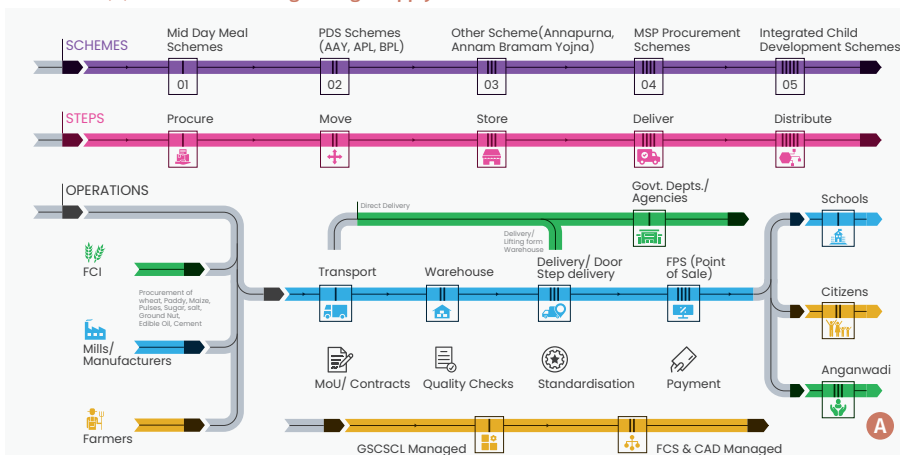 SCHEMES
Mid Day Meal
Schemes
01
PDS Schemes
(AAY, APL, BPL)
02
Other Scheme(Annapurna,
Annam Bramam Yojna)
03
MSP Procurement
Schemes
04
Integrated Child
Development Schemes
05
STEPS
Procure
Move
Store
Deliver
Distribute
OPERATIONS
Direct Delivery
Delivery/
Lifting form
Warehouse
Govt. Depts./
Agencies
Schools
FCI
Procurement of
wheat, Paddy, Maize,
Pulses, Sugar, salt,
Ground Nut,
Edible Oil, Cement
Mills/
Manufacturers
Farmers
Transport
Warehouse
Delivery/ Door
Step delivery
FPS (Point
of Sale)
Citizens
Anganwadi
MoU/ Contracts
Quality Checks
Standardisation
Payment
GSCSCL Managed
FCS & CAD Managed
A